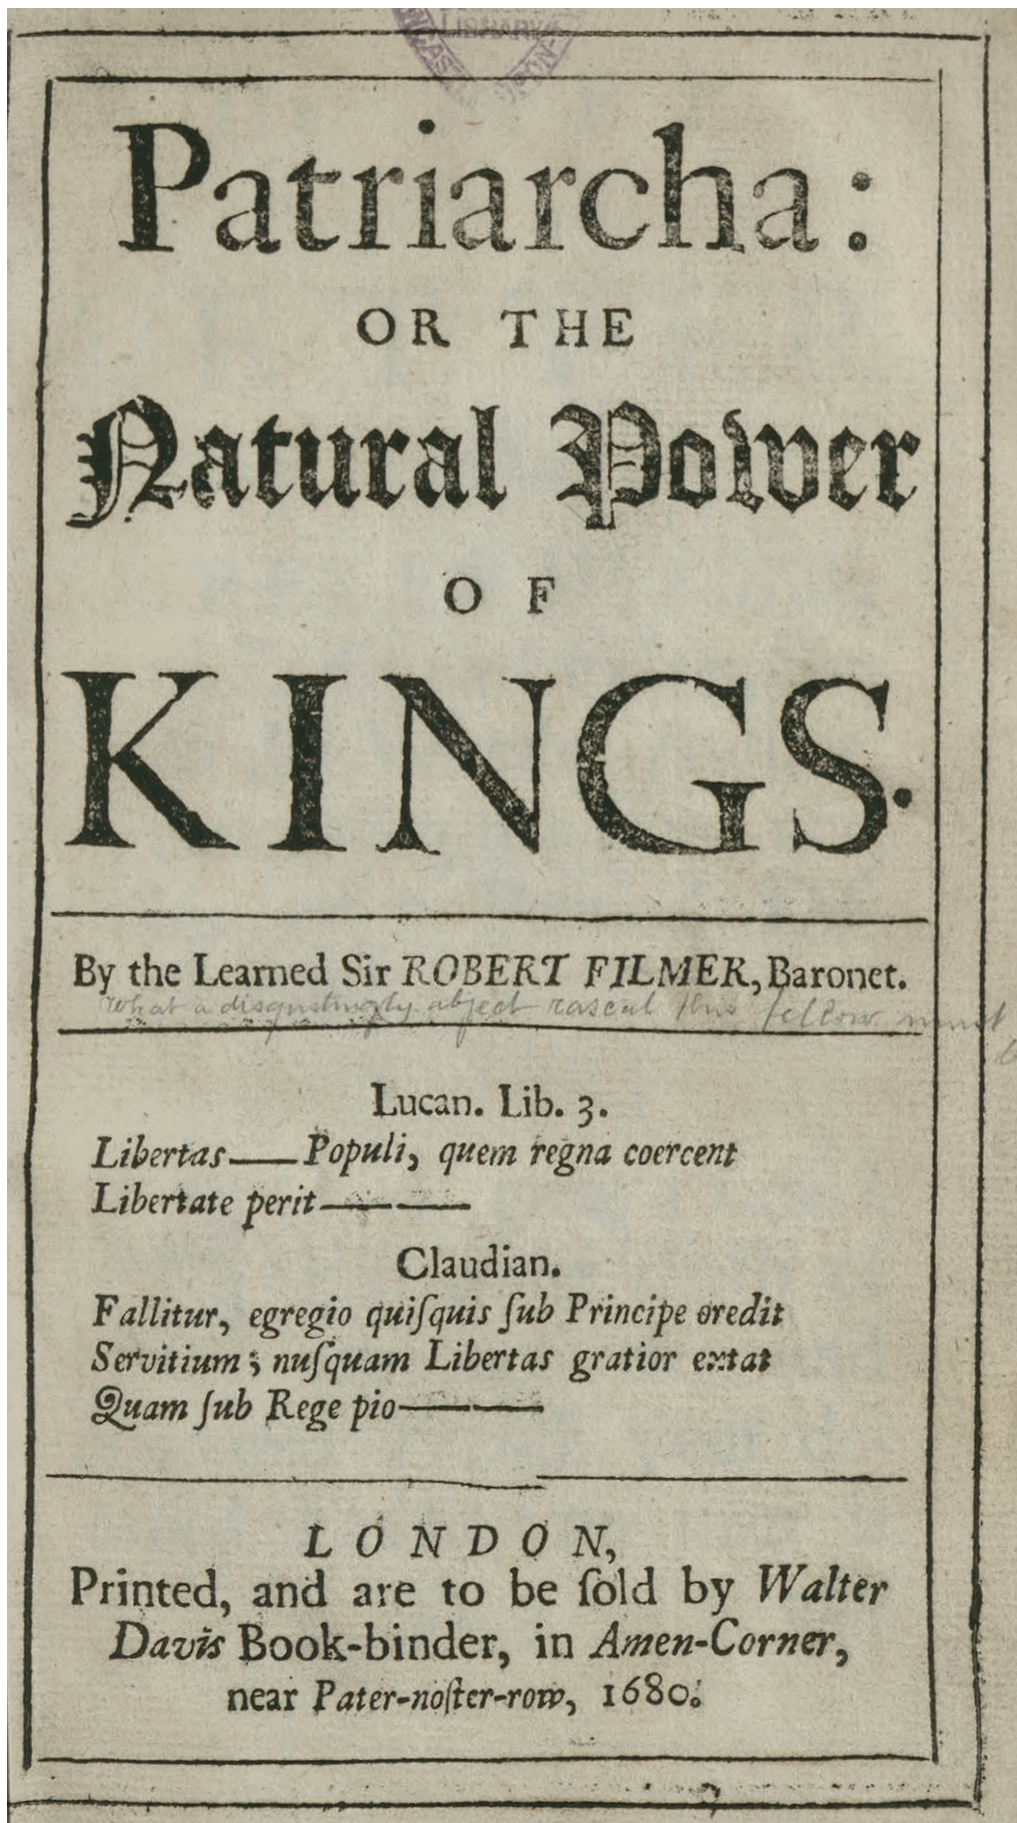 LIBRARY
Patriarcha:
OR THE
Natural Power
OF
KINGS.
By the Learned Sir ROBERT FILMER, Baronet.
What a disgustingly abject rascal this fellow must
Lucan. Lib. 3.
Libertas——Populi, quem regna coercent
Libertate perit————
Claudian.
Fallitur, egregio quiſquis ſub Principe credit
Servitium; nuſquam Libertas gratior extat
Quam ſub Rege pio————
LONDON,
Printed, and are to be ſold by Walter
Davis Book-binder, in Amen-Corner,
near Pater-noſter-row, 1680.